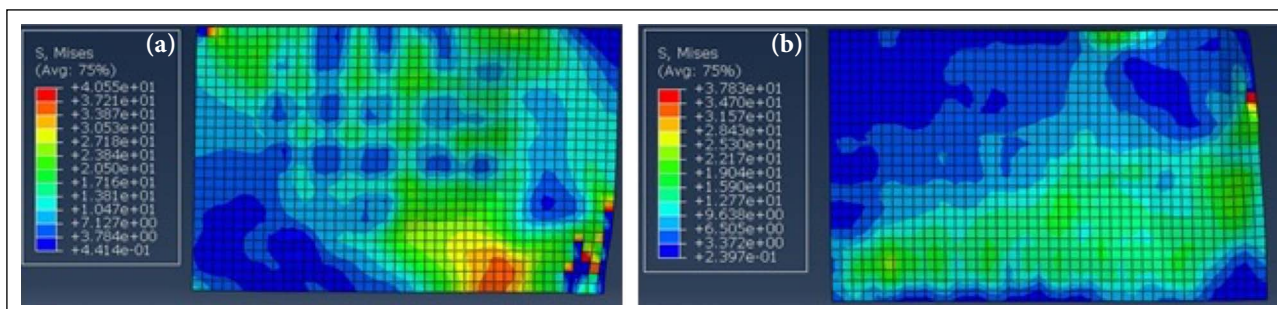 (a)
S, Mises
(Avg: 75%)
+4.055e+01
+3.721e+01
+3.387e+01
+3.053e+01
+2.718e+01
+2.384e+01
+2.050e+01
+1.716e+01
+1.381e+01
+1.047e+01
+7.127e+00
+3.784e+00
+4.414e-01
(b)
S, Mises
(Avg: 75%)
+3.783e+01
+3.470e+01
+3.157e+01
+2.843e+01
+2.530e+01
+2.217e+01
+1.904e+01
+1.590e+01
+1.277e+01
+9.638e+00
+6.505e+00
+3.372e+00
+2.397e-01